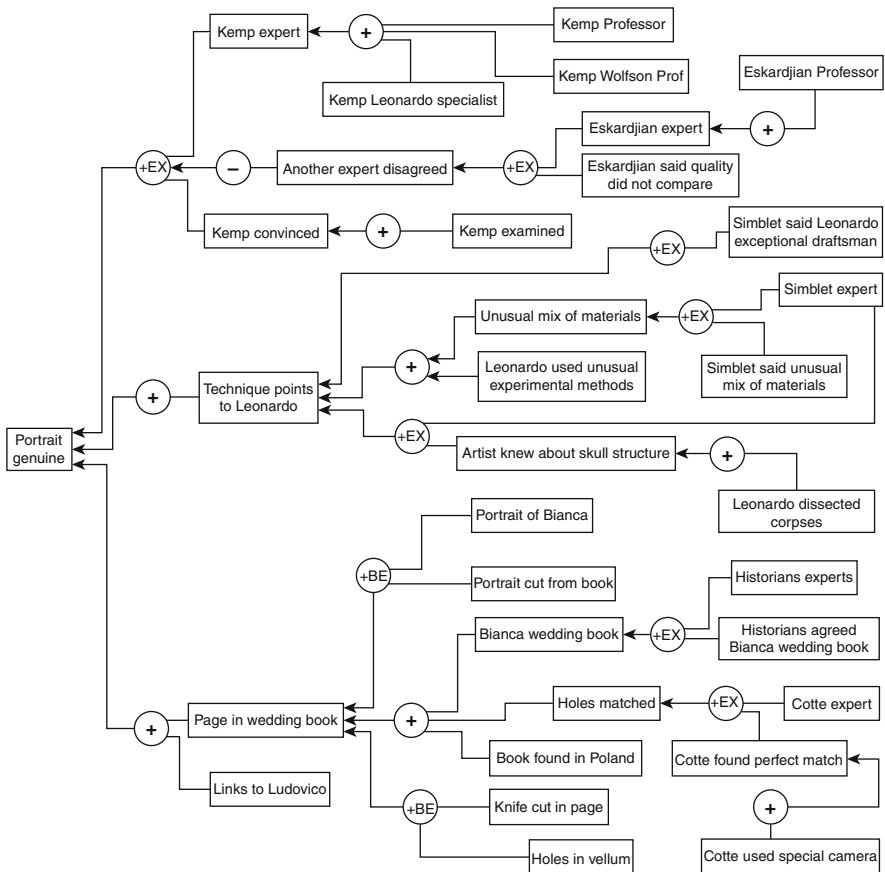 Kemp expert
+
Kemp Professor
Kemp Wolfson Prof
Kemp Leonardo specialist
Eskardjian Professor
Eskardjian expert
+
+EX
–
Another expert disagreed
+EX
Eskardjian said quality
did not compare
Kemp convinced
+
Kemp examined
Simblet said Leonardo
exceptional draftsman
+EX
Simblet expert
Unusual mix of materials
+EX
+
Leonardo used unusual
experimental methods
Simblet said unusual
mix of materials
+
Technique points
to Leonardo
Portrait
genuine
+EX
Artist knew about skull structure
+
Leonardo dissected
corpses
Portrait of Bianca
+BE
Portrait cut from book
Historians experts
Bianca wedding book
+EX
Historians agreed
Bianca wedding book
+
Page in wedding book
+
Holes matched
+EX
Cotte expert
Book found in Poland
Cotte found perfect match
Links to Ludovico
+BE
Knife cut in page
+
Holes in vellum
Cotte used special camera